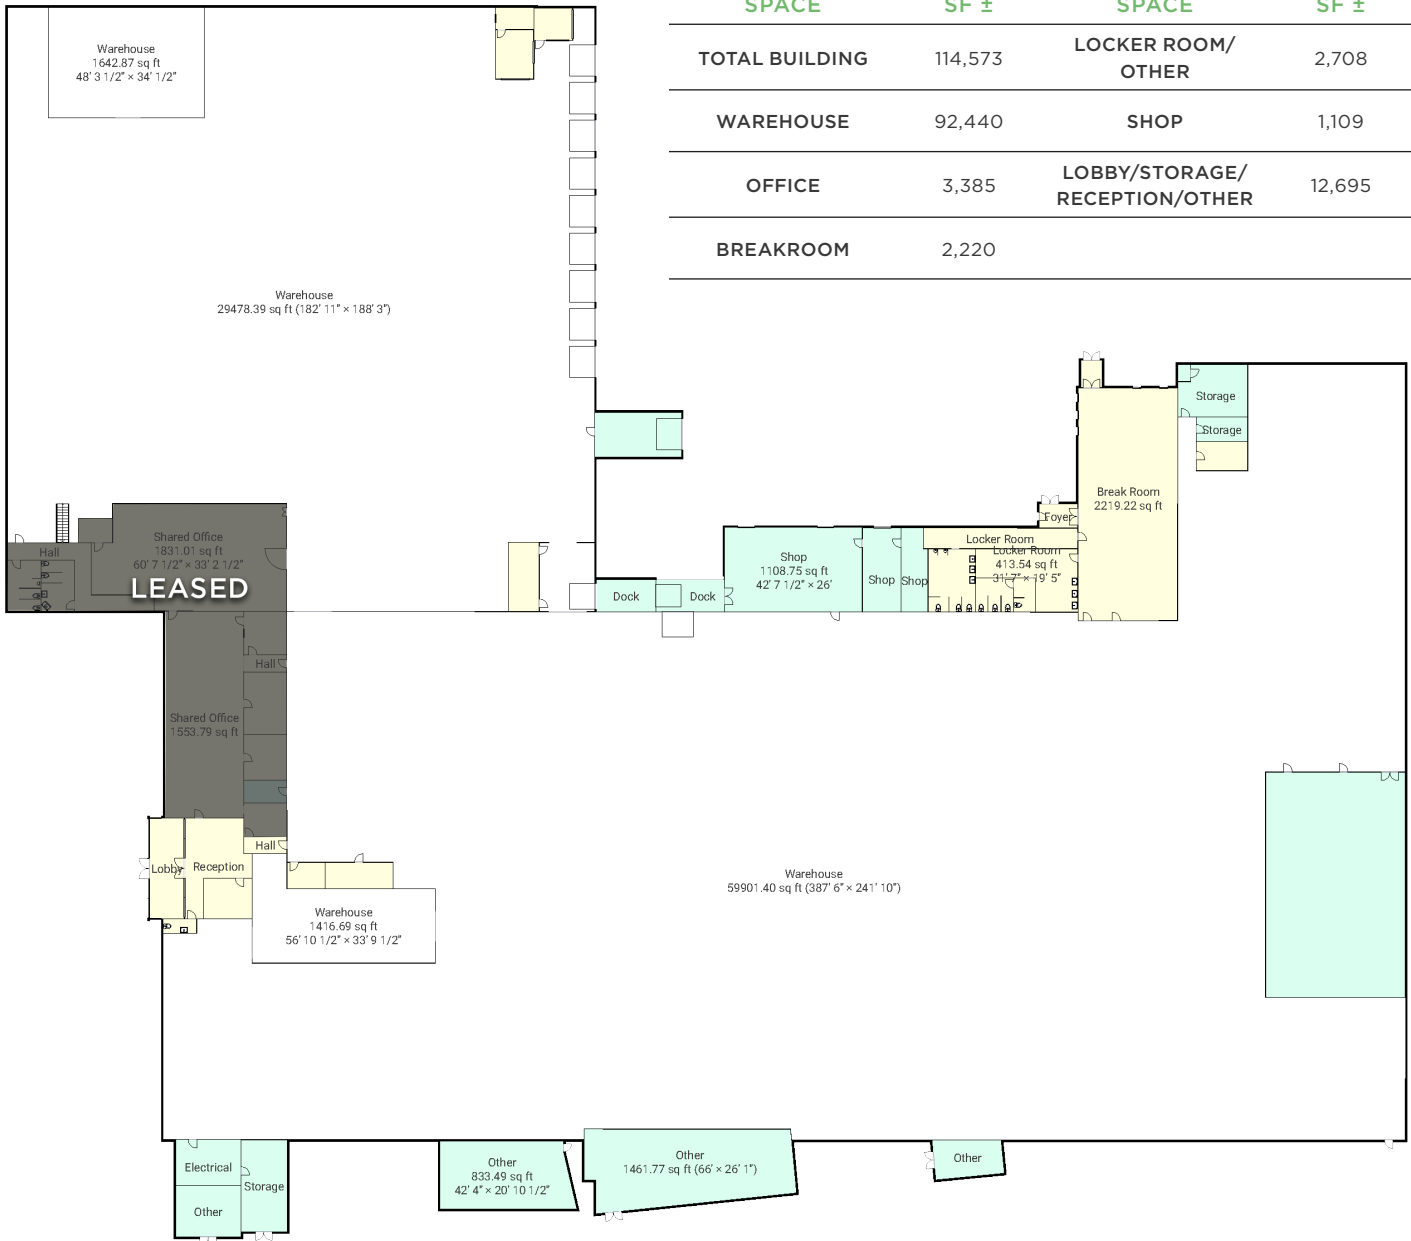 SPACE SF ± SPACE SF ±
TOTAL BUILDING 114,573 LOCKER ROOM/ OTHER 2,708
WAREHOUSE 92,440 SHOP 1,109
OFFICE 3,385 LOBBY/STORAGE/ RECEPTION/OTHER 12,695
BREAKROOM 2,220
Warehouse
1642.87 sq ft
48' 3 1/2" × 34' 1/2"
Warehouse
29478.39 sq ft (182' 11" × 188' 3")
Storage
Storage
Break Room
2219.22 sq ft
Foyer
Locker Room
Locker Room
413.54 sq ft
31' 7" × 19' 5"
Shared Office
1831.01 sq ft
60' 7 1/2" × 33' 2 1/2"
Hall
LEASED
Shop
1108.75 sq ft
42' 7 1/2" × 26'
Shop
Shop
Dock
Dock
Hall
Shared Office
1553.79 sq ft
Hall
Lobby
Reception
Warehouse
59901.40 sq ft (387' 6" × 241' 10")
Warehouse
1416.69 sq ft
56' 10 1/2" × 33' 9 1/2"
Electrical
Storage
Other
Other
833.49 sq ft
42' 4" × 20' 10 1/2"
Other
1461.77 sq ft (66' × 26' 1")
Other